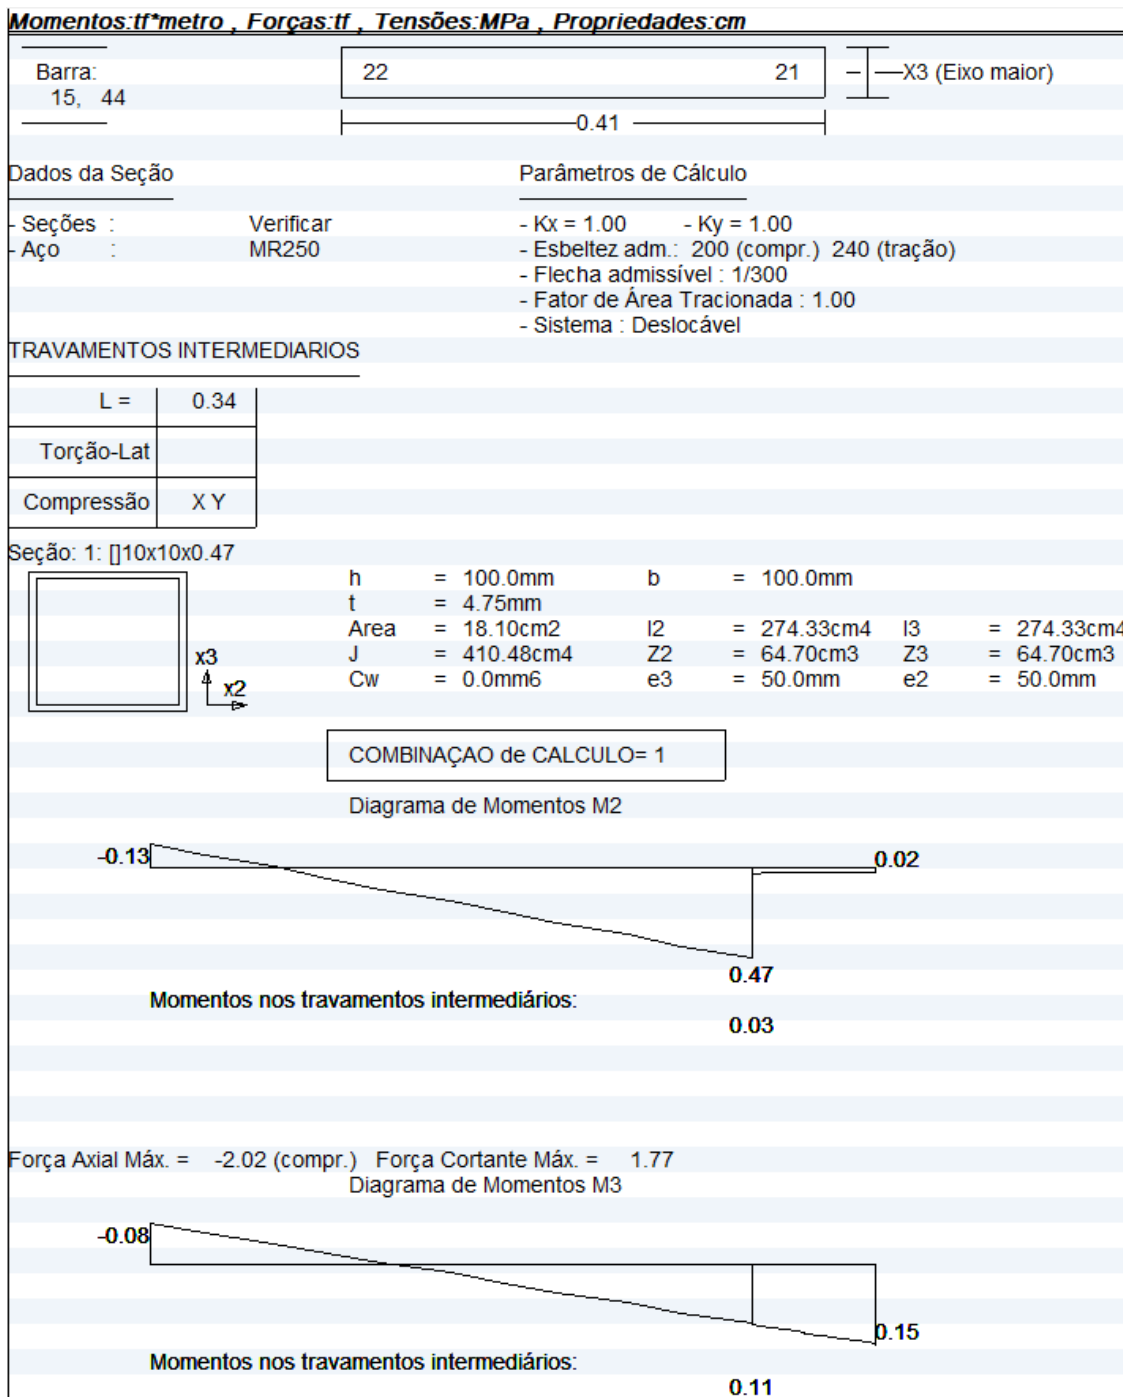 Momentos:tf*metro , Forças:tf , Tensões:MPa , Propriedades:cm
Barra: 22 21 X3 (Eixo maior)
15, 44
0.41
Dados da Seção Parâmetros de Cálculo
- Seções : Verificar - Kx = 1.00 - Ky = 1.00
- Aço : MR250 - Esbeltez adm.: 200 (compr.) 240 (tração)
- Flecha admissível : 1/300
- Fator de Área Tracionada : 1.00
- Sistema : Deslocável
TRAVAMENTOS INTERMEDIARIOS
L = 0.34
Torção-Lat
Compressão X Y
Seção: 1: []10x10x0.47
h = 100.0mm b = 100.0mm
t = 4.75mm
Area = 18.10cm2 I2 = 274.33cm4 I3 = 274.33cm4
x3 J = 410.48cm4 Z2 = 64.70cm3 Z3 = 64.70cm3
x2 Cw = 0.0mm6 e3 = 50.0mm e2 = 50.0mm
COMBINAÇAO de CALCULO= 1
Diagrama de Momentos M2
-0.13 0.02
0.47
Momentos nos travamentos intermediários:
0.03
Força Axial Máx. = -2.02 (compr.) Força Cortante Máx. = 1.77
Diagrama de Momentos M3
-0.08
0.15
Momentos nos travamentos intermediários:
0.11